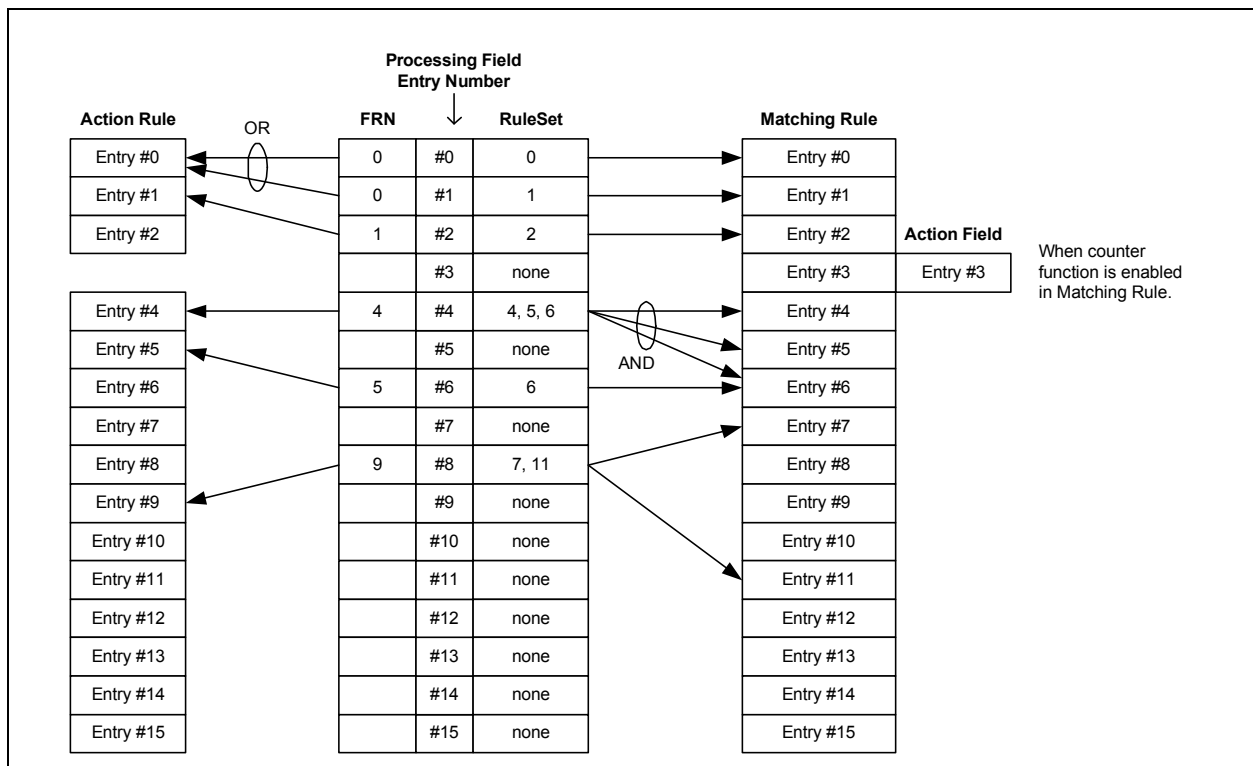 Processing Field
Entry Number
Action Rule OR FRN RuleSet Matching Rule
Entry #0 0 #0 0 Entry #0
Entry #1 0 #1 1 Entry #1
Entry #2 1 #2 2 Entry #2 Action Field
#3 none Entry #3 Entry #3
When counter
function is enabled
in Matching Rule.
Entry #4 4 #4 4, 5, 6 Entry #4
Entry #5 #5 none AND Entry #5
Entry #6 5 #6 6 Entry #6
Entry #7 #7 none Entry #7
Entry #8 9 #8 7, 11 Entry #8
Entry #9 #9 none Entry #9
Entry #10 #10 none Entry #10
Entry #11 #11 none Entry #11
Entry #12 #12 none Entry #12
Entry #13 #13 none Entry #13
Entry #14 #14 none Entry #14
Entry #15 #15 none Entry #15